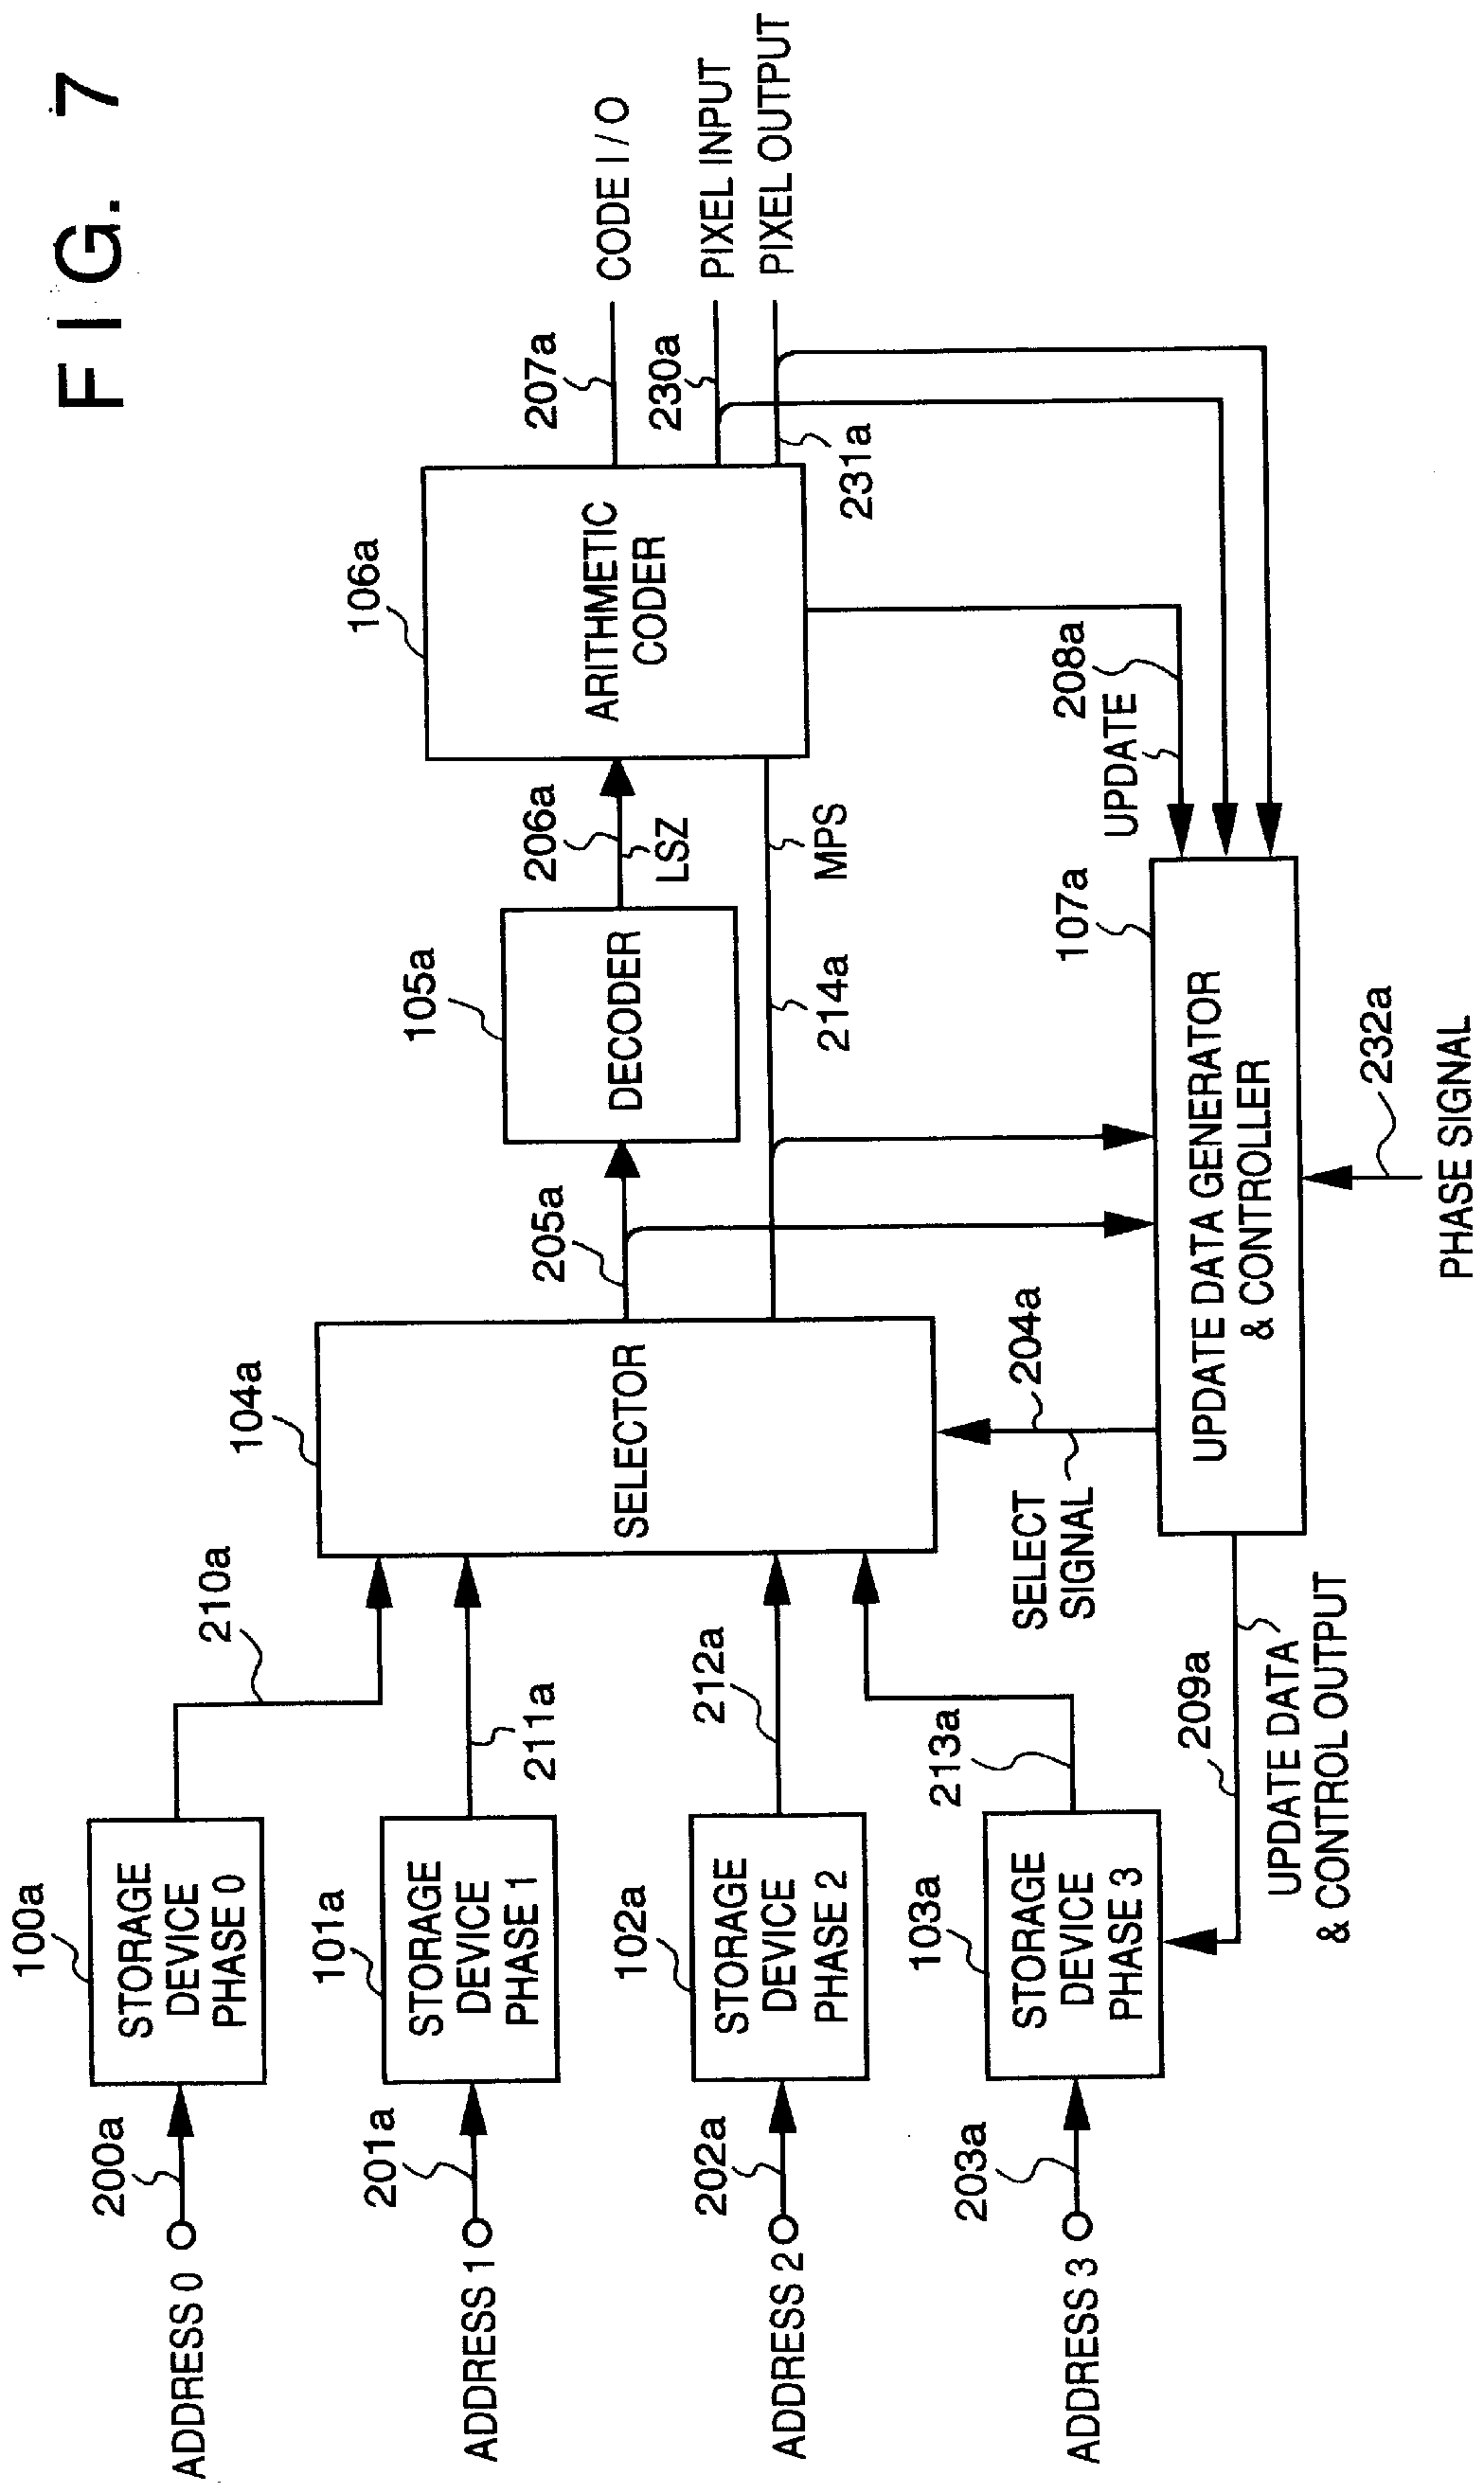 FIG. 7
100a
200a
ADDRESS 0
STORAGE
DEVICE
PHASE 0
210a
101a
201a
ADDRESS 1
STORAGE
DEVICE
PHASE 1
211a
102a
202a
ADDRESS 2
STORAGE
DEVICE
PHASE 2
212a
103a
203a
ADDRESS 3
STORAGE
DEVICE
PHASE 3
213a
104a
SELECTOR
SELECT
SIGNAL
204a
205a
105a
DECODER
206a
LSZ
214a
MPS
106a
ARITHMETIC
CODER
207a
CODE I/O
230a
PIXEL INPUT
PIXEL OUTPUT
231a
208a
UPDATE
107a
UPDATE DATA GENERATOR
& CONTROLLER
209a
UPDATE DATA
& CONTROL OUTPUT
232a
PHASE SIGNAL